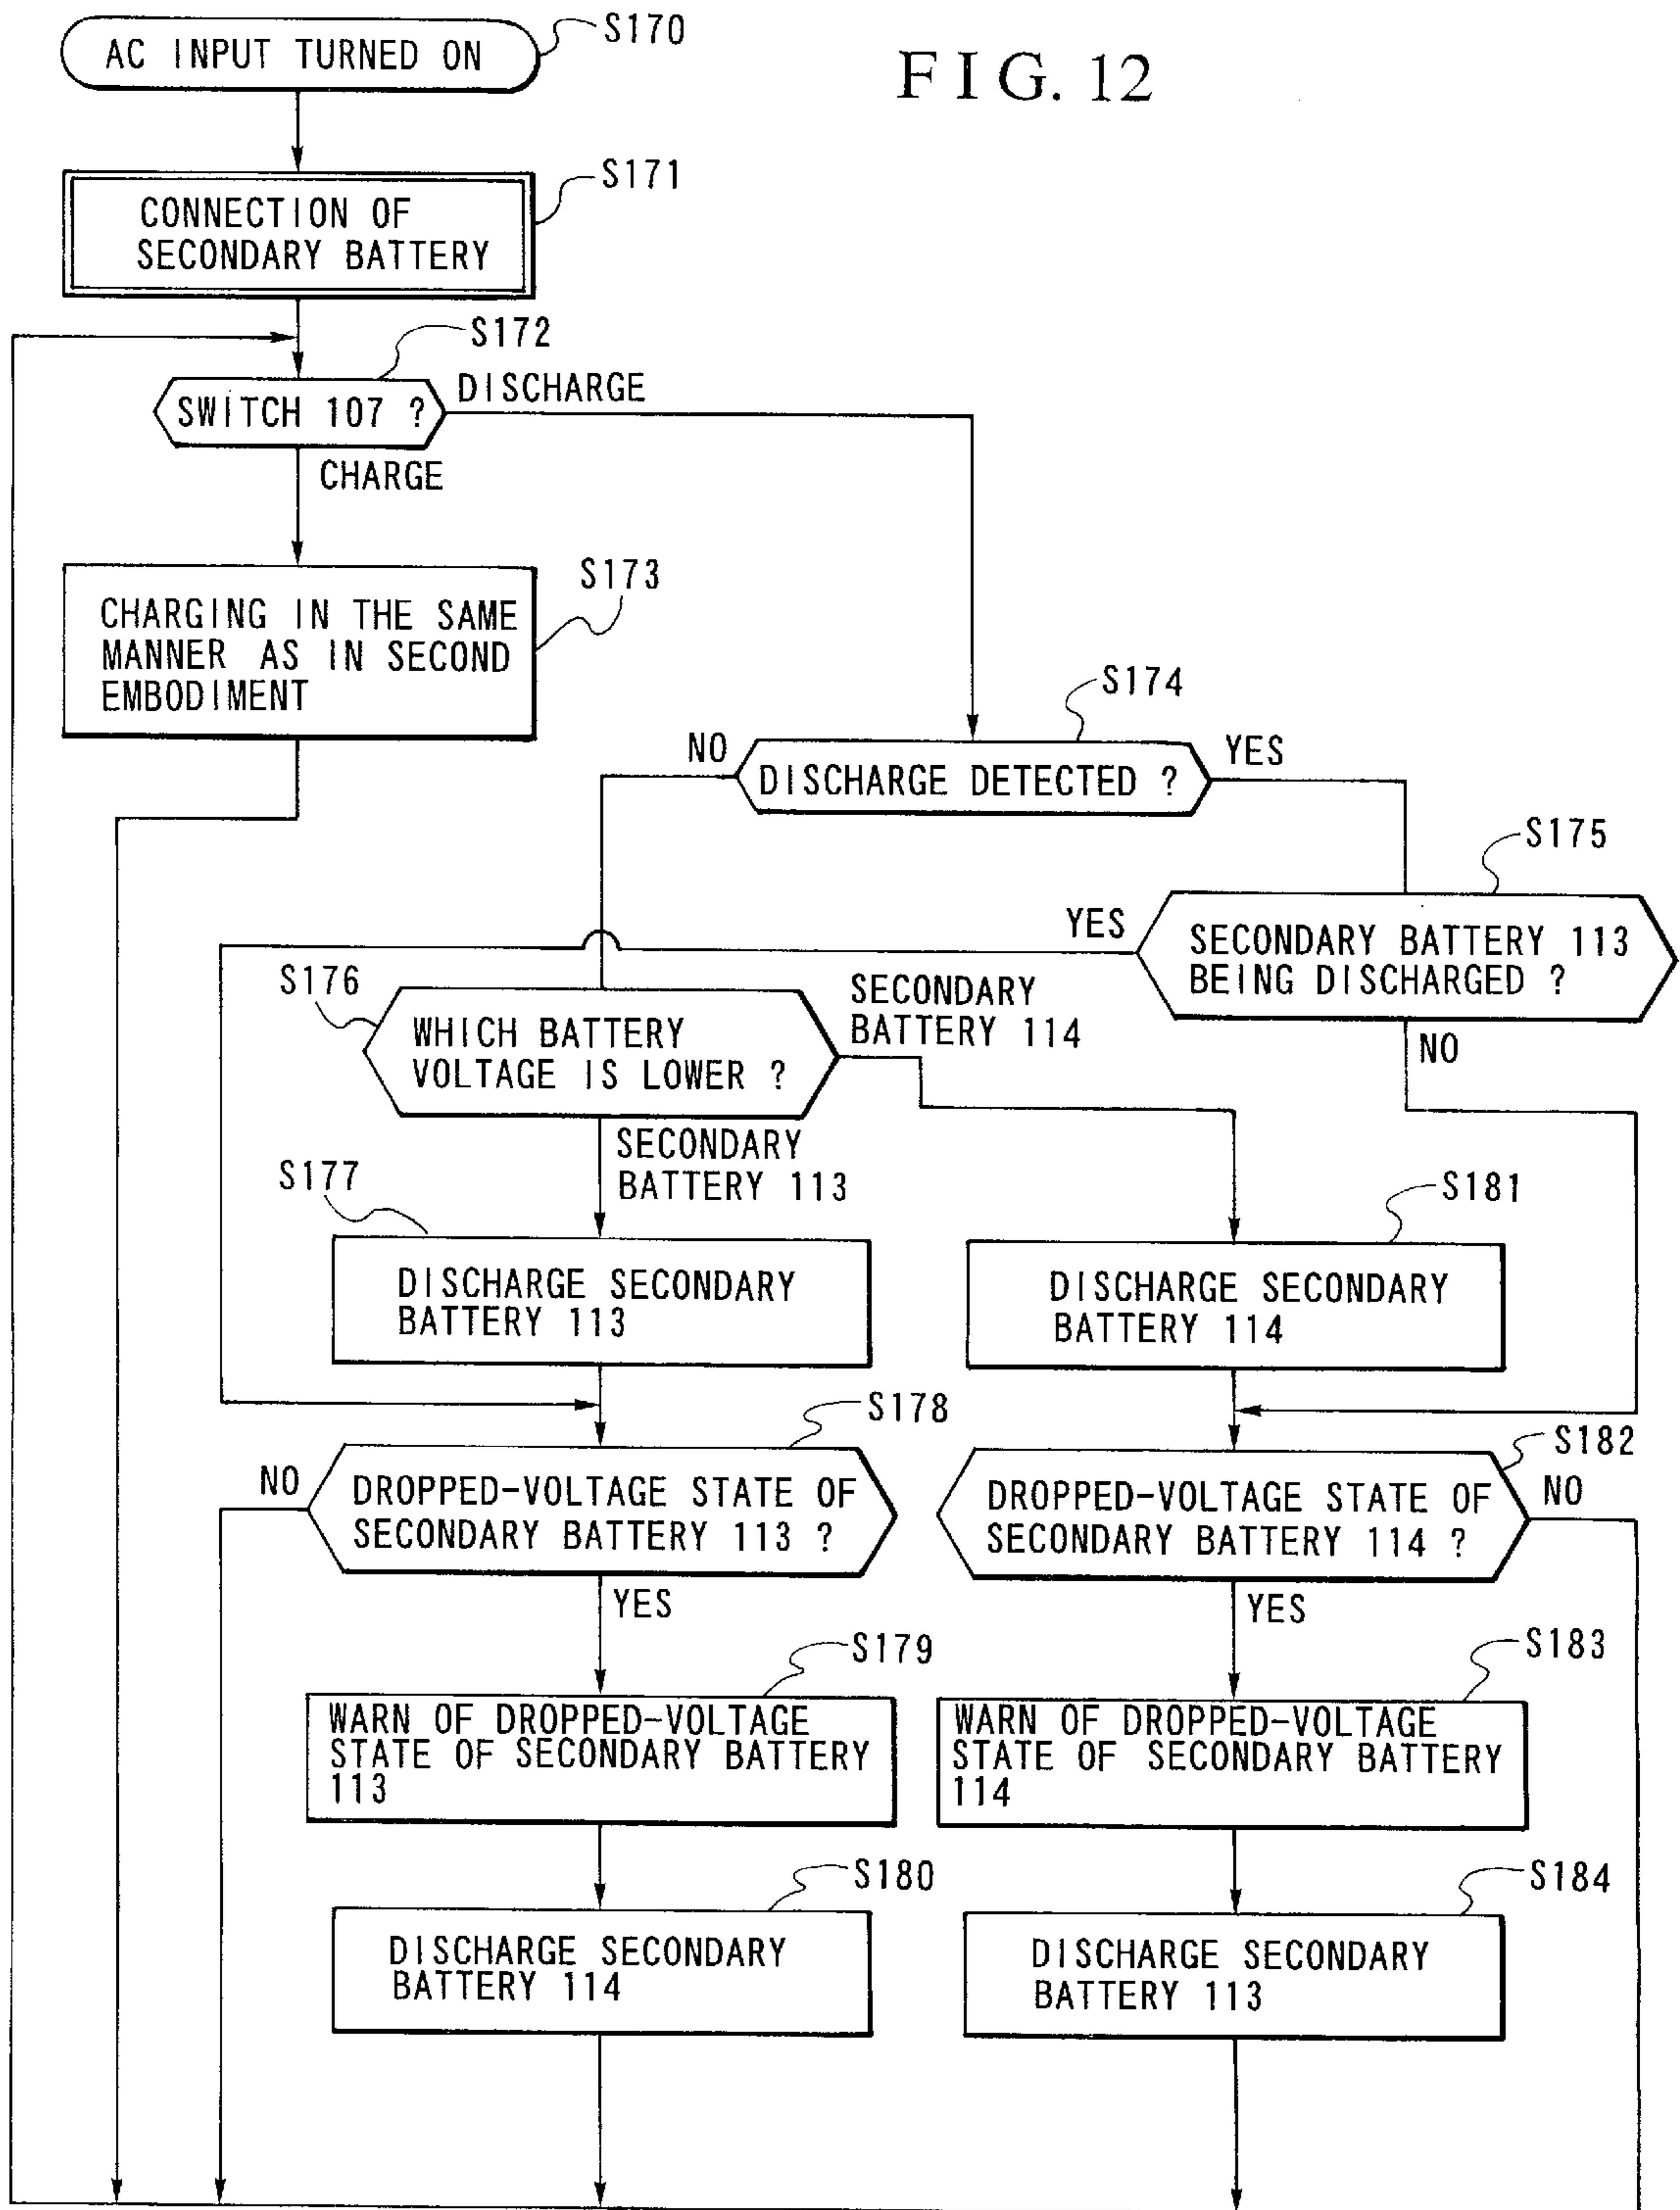 FIG. 12
AC INPUT TURNED ON
S170
CONNECTION OF
SECONDARY BATTERY
S171
S172
SWITCH 107 ?
DISCHARGE
CHARGE
S173
CHARGING IN THE SAME
MANNER AS IN SECOND
EMBODIMENT
S174
NO
DISCHARGE DETECTED ?
YES
S175
YES
SECONDARY BATTERY 113
BEING DISCHARGED ?
NO
S176
WHICH BATTERY
VOLTAGE IS LOWER ?
SECONDARY
BATTERY 114
SECONDARY
BATTERY 113
S177
DISCHARGE SECONDARY
BATTERY 113
S181
DISCHARGE SECONDARY
BATTERY 114
S178
NO
DROPPED-VOLTAGE STATE OF
SECONDARY BATTERY 113 ?
YES
S182
DROPPED-VOLTAGE STATE OF
SECONDARY BATTERY 114 ?
NO
YES
S179
WARN OF DROPPED-VOLTAGE
STATE OF SECONDARY BATTERY
113
S183
WARN OF DROPPED-VOLTAGE
STATE OF SECONDARY BATTERY
114
S180
DISCHARGE SECONDARY
BATTERY 114
S184
DISCHARGE SECONDARY
BATTERY 113